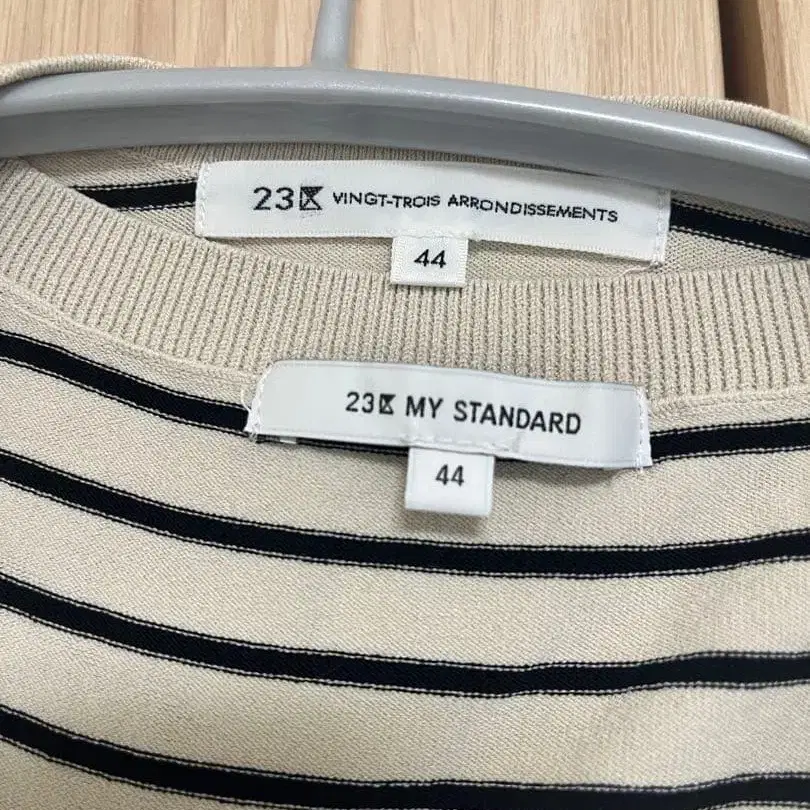 23区 VINGT-TROIS ARRONDISSEMENTS
44
23区 MY STANDARD
44